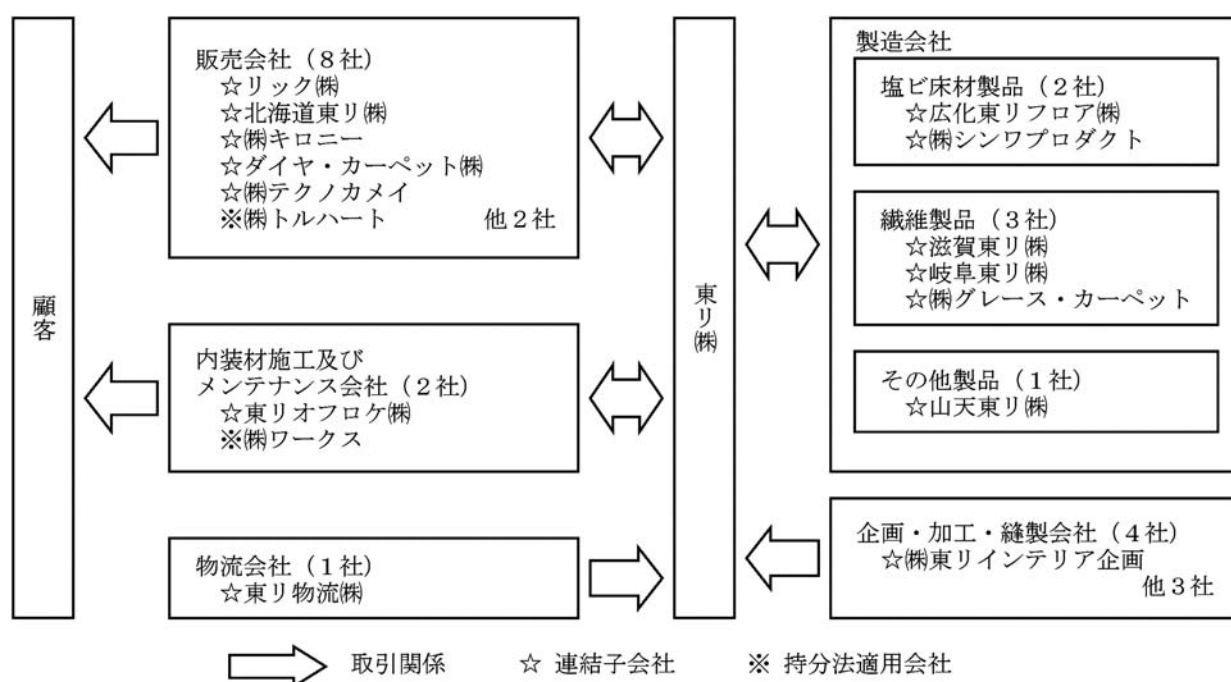 顧客
販売会社（８社）
☆リック㈱
☆北海道東リ㈱
☆㈱キロニー
☆ダイヤ・カーペット㈱
☆㈱テクノカメイ
※㈱トルハート　他２社
内装材施工及び
メンテナンス会社（２社）
☆東リオフロケ㈱
※㈱ワークス
物流会社（１社）
☆東リ物流㈱
東リ㈱
製造会社
塩ビ床材製品（２社）
☆広化東リフロア㈱
☆㈱シンワプロダクト
繊維製品（３社）
☆滋賀東リ㈱
☆岐阜東リ㈱
☆㈱グレース・カーペット
その他製品（１社）
☆山天東リ㈱
企画・加工・縫製会社（４社）
☆㈱東リインテリア企画
他３社
取引関係　☆ 連結子会社　※ 持分法適用会社